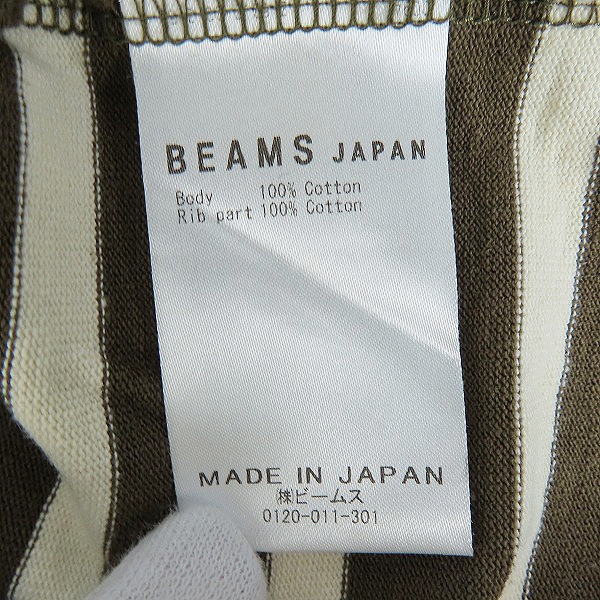 BEAMS JAPAN
Body 100% Cotton
Rib part 100% Cotton
MADE IN JAPAN
㈱ビームス
0120-011-301